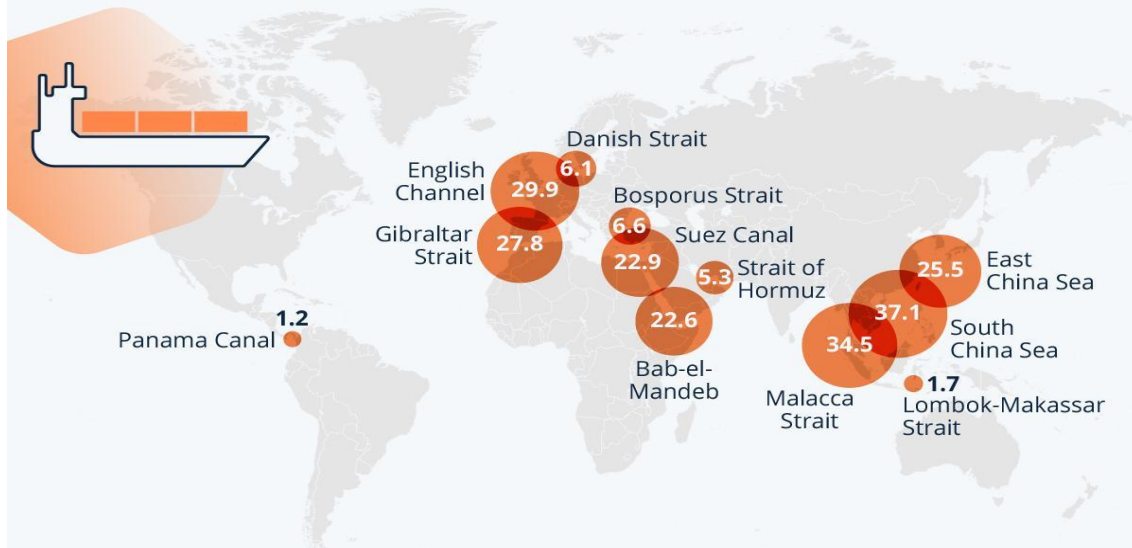 Danish Strait
6.1
English
Channel
29.9
Bosporus Strait
6.6
Gibraltar
Strait
27.8
Suez Canal
22.9
Strait of
Hormuz
5.3
East
China Sea
25.5
1.2
Panama Canal
22.6
Bab-el-
Mandeb
37.1
South
China Sea
34.5
Malacca
Strait
1.7
Lombok-Makassar
Strait